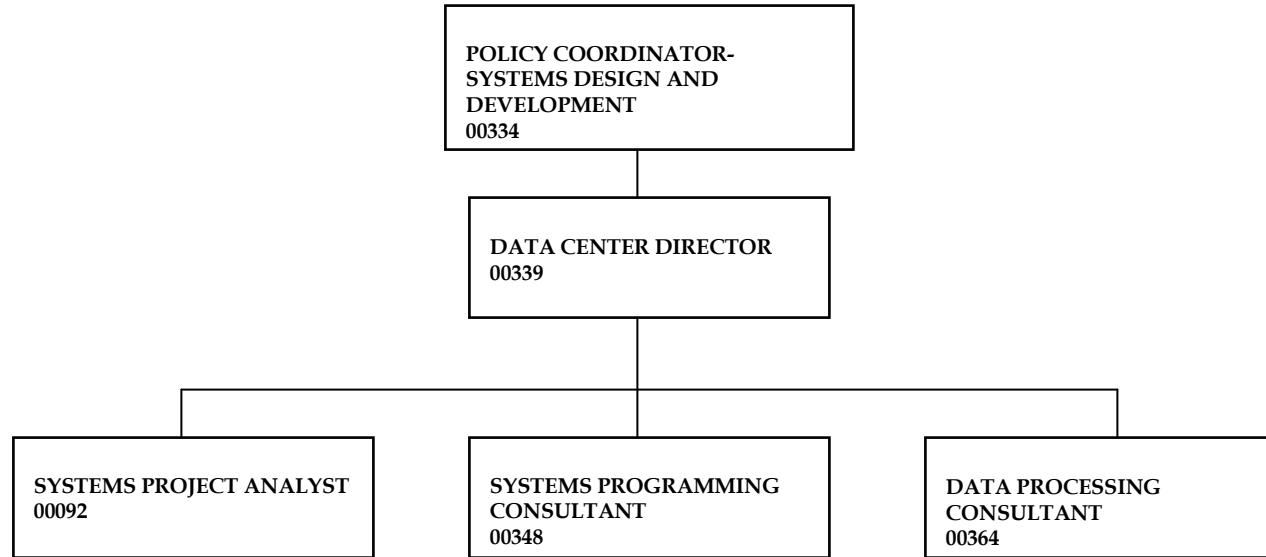 POLICY COORDINATOR-
SYSTEMS DESIGN AND
DEVELOPMENT
00334
DATA CENTER DIRECTOR
00339
SYSTEMS PROJECT ANALYST
00092
SYSTEMS PROGRAMMING
CONSULTANT
00348
DATA PROCESSING
CONSULTANT
00364